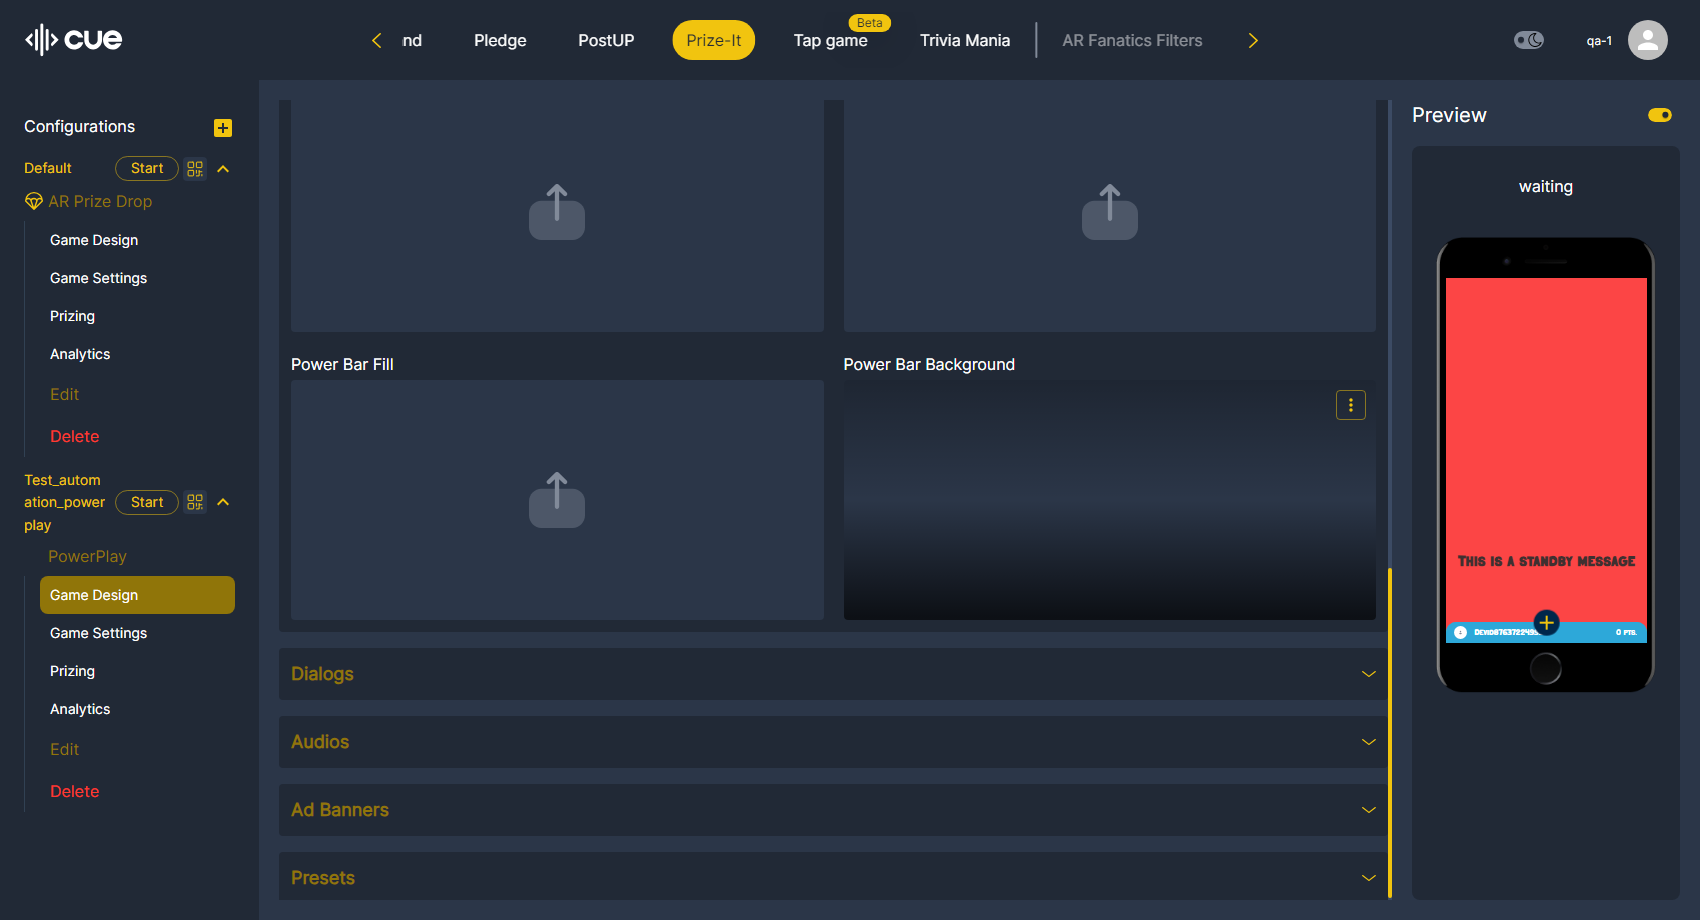 cue
nd
Pledge
PostUP
Prize-It
Beta
Tap game
Trivia Mania
AR Fanatics Filters
qa-1
Configurations
Default
Start
AR Prize Drop
Game Design
Game Settings
Prizing
Analytics
Edit
Delete
Test_autom
ation_power
play
Start
PowerPlay
Game Design
Game Settings
Prizing
Analytics
Edit
Delete
Power Bar Fill
Power Bar Background
Dialogs
Audios
Ad Banners
Presets
Preview
waiting
This is a standby message
0 PTS.